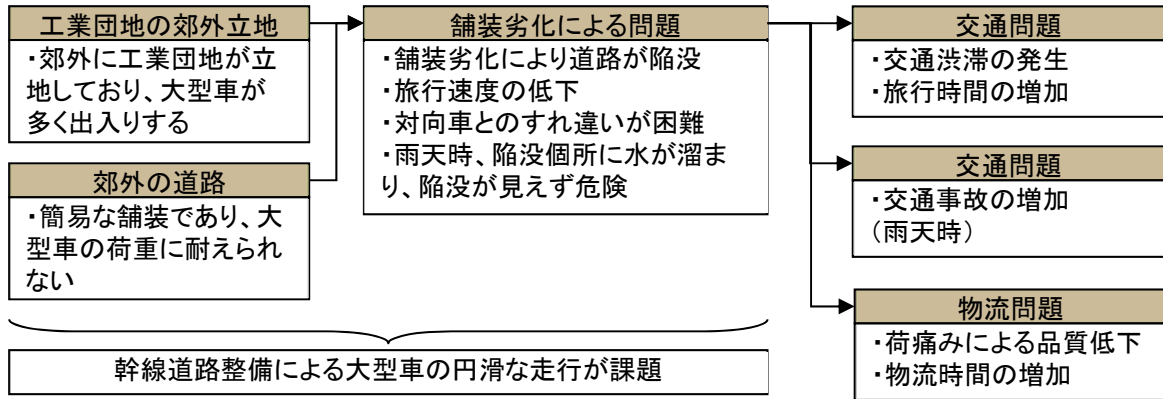 工業団地の郊外立地
・郊外に工業団地が立
地しており、大型車が
多く出入りする
郊外の道路
・簡易な舗装であり、大
型車の荷重に耐えられ
ない
舗装劣化による問題
・舗装劣化により道路が陥没
・旅行速度の低下
・対向車とのすれ違いが困難
・雨天時、陥没個所に水が溜ま
り、陥没が見えず危険
交通問題
・交通渋滞の発生
・旅行時間の増加
交通問題
・交通事故の増加
（雨天時）
物流問題
・荷痛みによる品質低下
・物流時間の増加
幹線道路整備による大型車の円滑な走行が課題